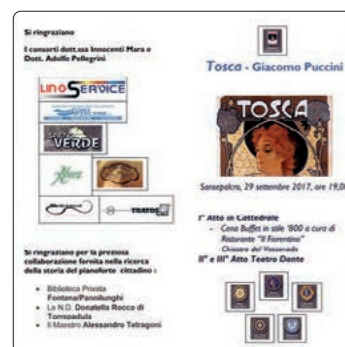 Si ringraziano
I consorti dott.ssa Innocenti Mara e
Dott. Adolfo Pellegrini
LINOSERVICE
VERDE
TRATOS
Si ringraziano per la preziosa
collaborazione fornita nella ricerca
della storia del pianoforte cittadino :
• Biblioteca Privata
Fontana/Pannilunghi
• La N.D. Donatella Rocco di
Torrepadula
• Il Maestro Alessandro Tetragoni
Tosca - Giacomo Puccini
TOSCA
Sansepolcro, 29 settembre 2017, ore 19,00
I° Atto in Cattedrale
- Cena Buffet in stile '800 a cura di
Ristorante "Il Fiorentino"
- Chiostro del Vescovado
II° e III° Atto Teatro Dante